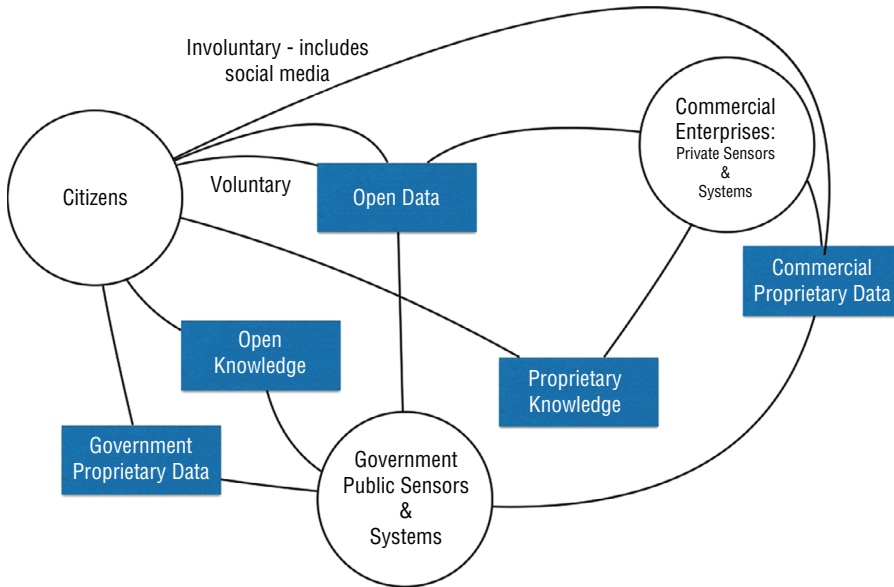 Involuntary - includes
social media
Commercial
Enterprises:
Private Sensors
&
Systems
Citizens
Voluntary
Open Data
Commercial
Proprietary Data
Open
Knowledge
Proprietary
Knowledge
Government
Proprietary Data
Government
Public Sensors
&
Systems